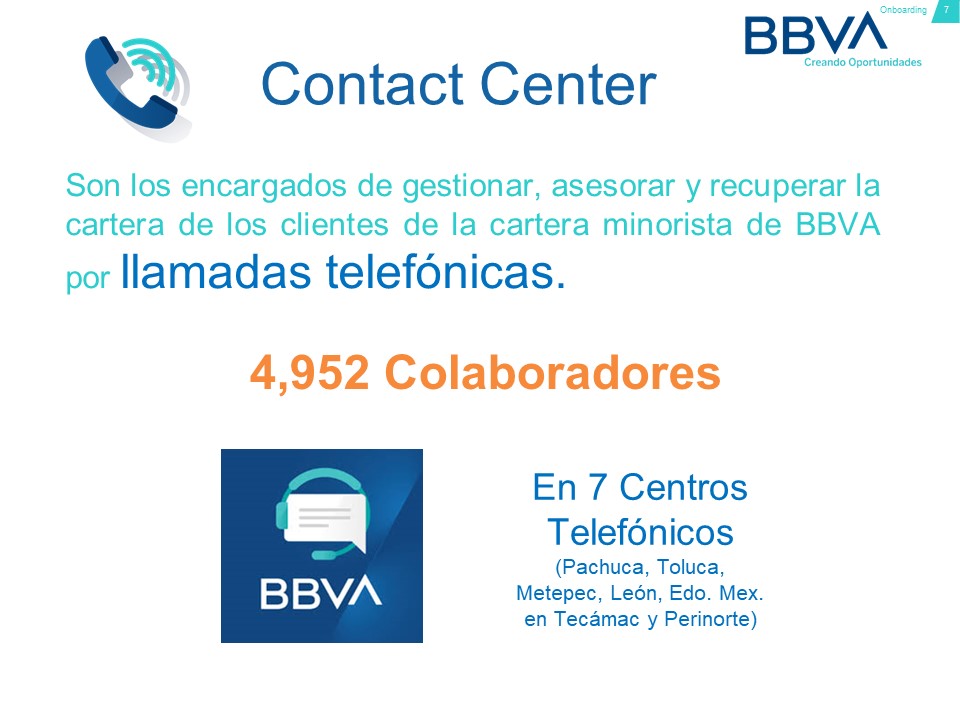 Onboarding 7
BBVA
Creando Oportunidades
Contact Center
Son los encargados de gestionar, asesorar y recuperar la
cartera de los clientes de la cartera minorista de BBVA
por llamadas telefónicas.
4,952 Colaboradores
BBVA
En 7 Centros
Telefónicos
(Pachuca, Toluca,
Metepec, León, Edo. Mex.
en Tecámac y Perinorte)